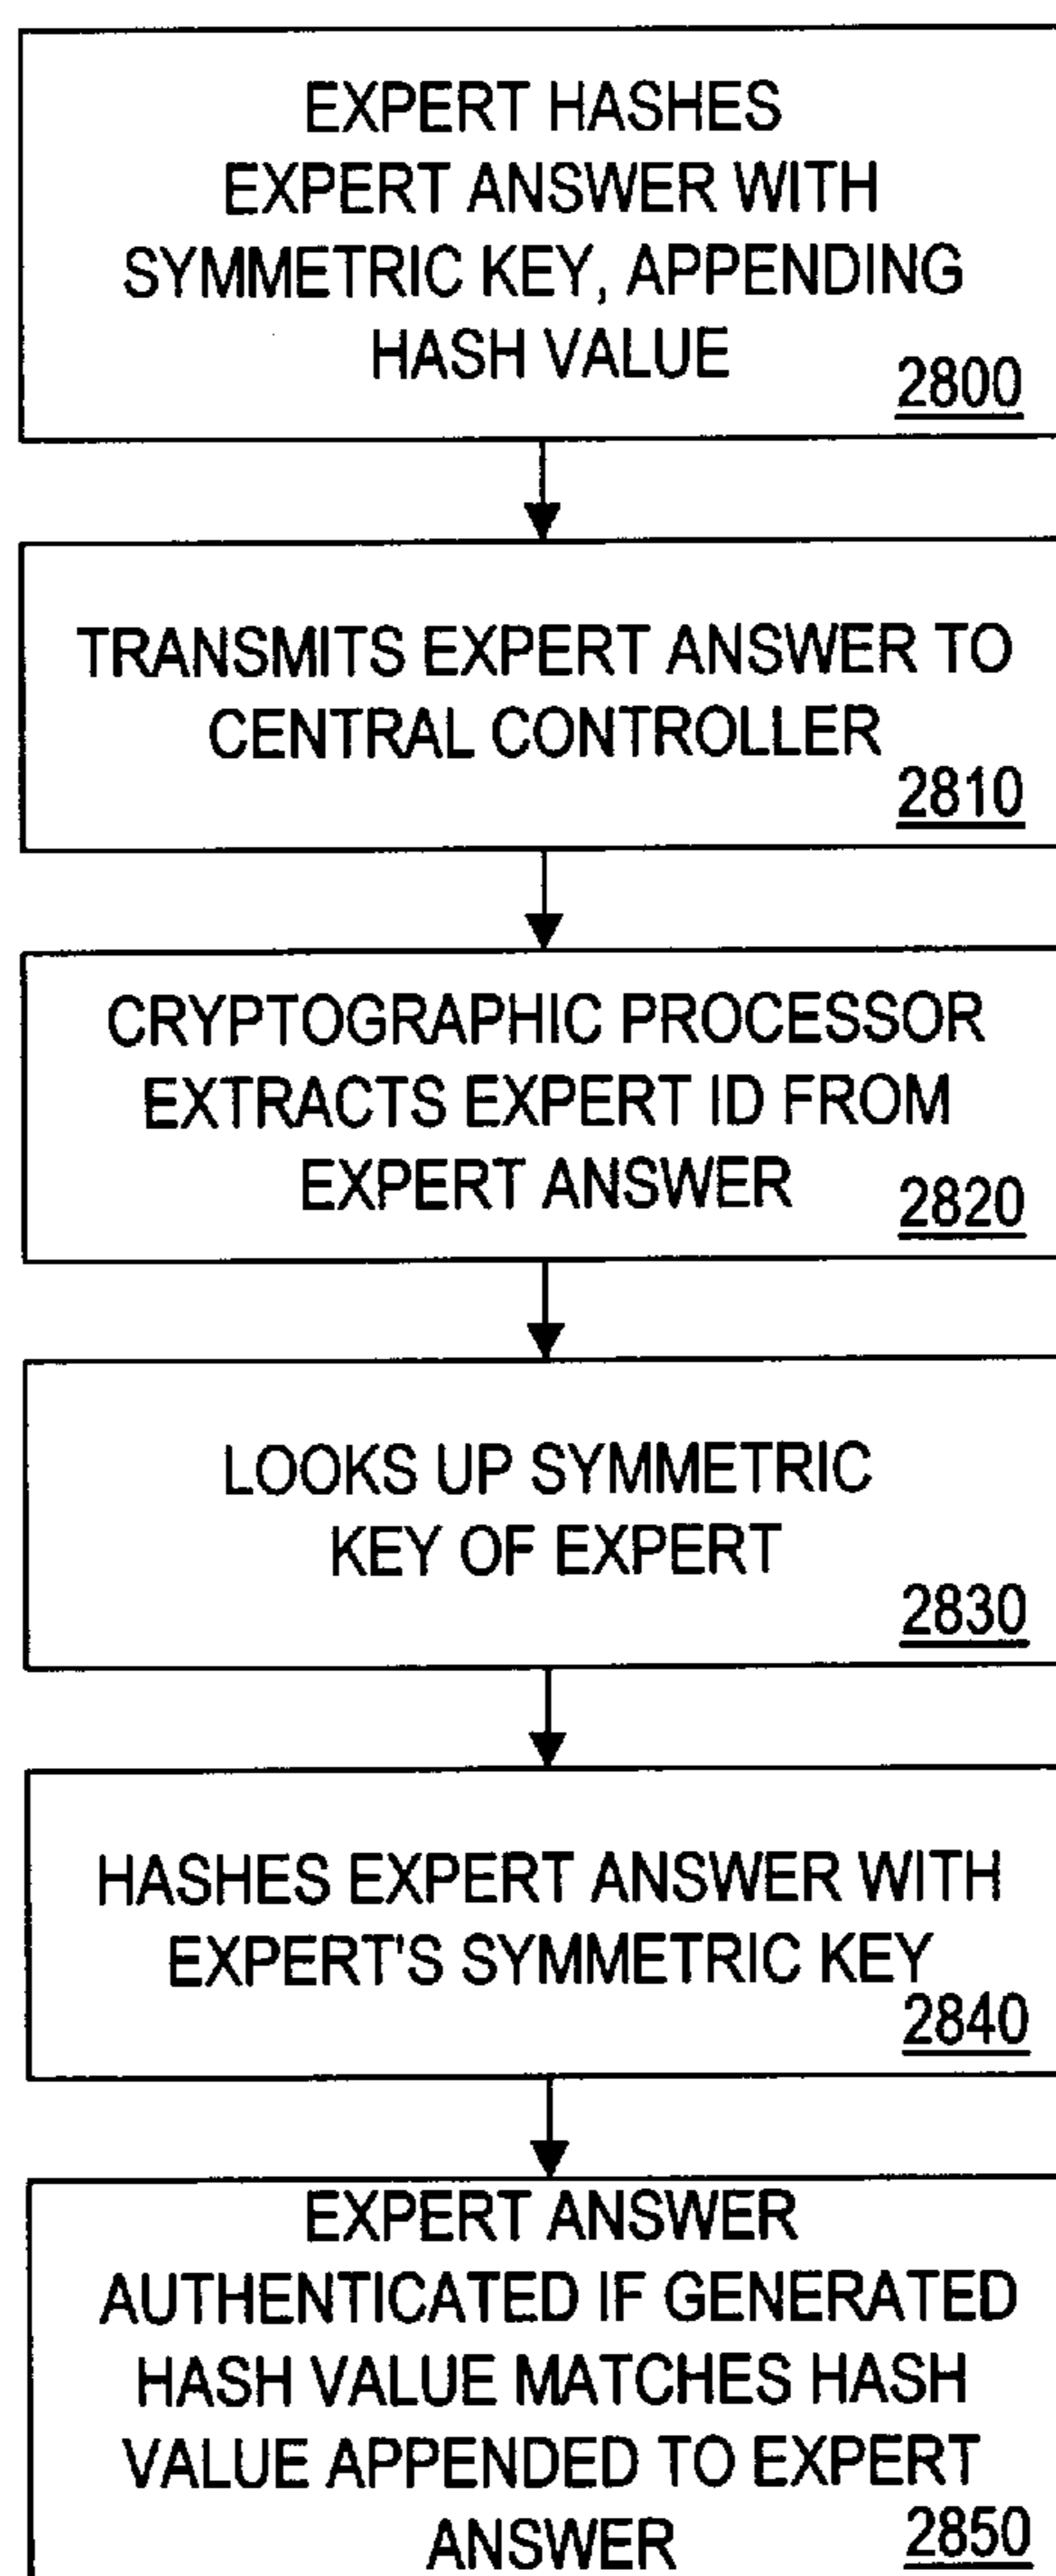 EXPERT HASHES
EXPERT ANSWER WITH
SYMMETRIC KEY, APPENDING
HASH VALUE
2800
TRANSMITS EXPERT ANSWER TO
CENTRAL CONTROLLER
2810
CRYPTOGRAPHIC PROCESSOR
EXTRACTS EXPERT ID FROM
EXPERT ANSWER
2820
LOOKS UP SYMMETRIC
KEY OF EXPERT
2830
HASHES EXPERT ANSWER WITH
EXPERT'S SYMMETRIC KEY
2840
EXPERT ANSWER
AUTHENTICATED IF GENERATED
HASH VALUE MATCHES HASH
VALUE APPENDED TO EXPERT
ANSWER
2850